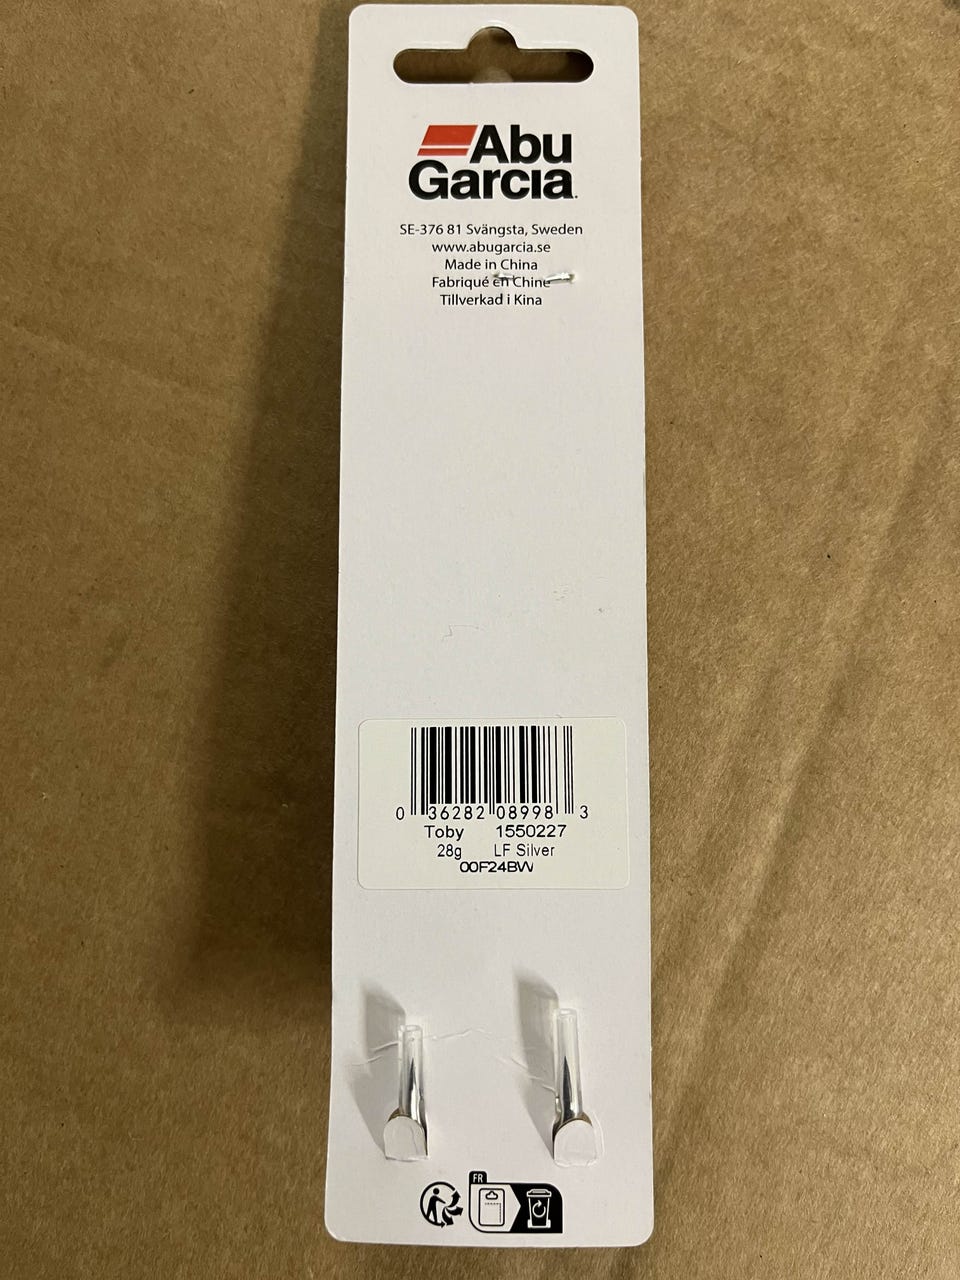 Abu
Garcia
SE-376 81 Svängsta, Sweden
www.abugarcia.se
Made in China
Fabriqué en Chine
Tillverkad i Kina
0 36282 08998 3
Toby 1550227
28g LF Silver
00F24BW
FR